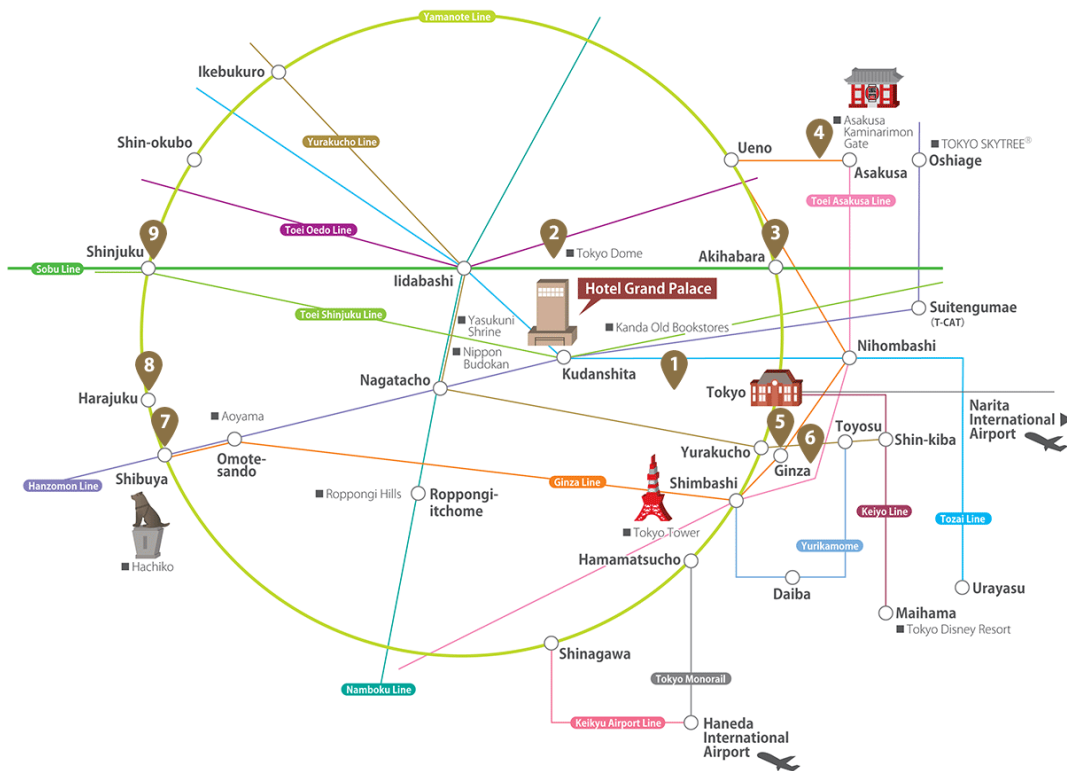 Yamanote Line
Ikebukuro
Shin-okubo
Yurakucho Line
Ueno
4
Asakusa
Kaminarimon
Gate
Asakusa
TOKYO SKYTREE®
Oshiage
Toei Asakusa Line
Toei Oedo Line
9
Shinjuku
Sobu Line
2
Tokyo Dome
3
Akihabara
Iidabashi
Hotel Grand Palace
Toei Shinjuku Line
Yasukuni
Shrine
Nippon
Budokan
Kanda Old Bookstores
Suitengumae
(T-CAT)
Kudanshita
1
Nihombashi
8
Harajuku
Nagatacho
Tokyo
Narita
International
Airport
7
Shibuya
Aoyama
Omote-
sando
5
6
Yurakucho
Ginza
Toyosu
Shin-kiba
Hanzomon Line
Ginza Line
Shimbashi
Roppongi Hills
Roppongi-
itchome
Keiyo Line
Tozai Line
Tokyo Tower
Yurikamome
Hachiko
Hamamatsucho
Daiba
Urayasu
Maihama
Tokyo Disney Resort
Shinagawa
Namboku Line
Tokyo Monorail
Keikyu Airport Line
Haneda
International
Airport